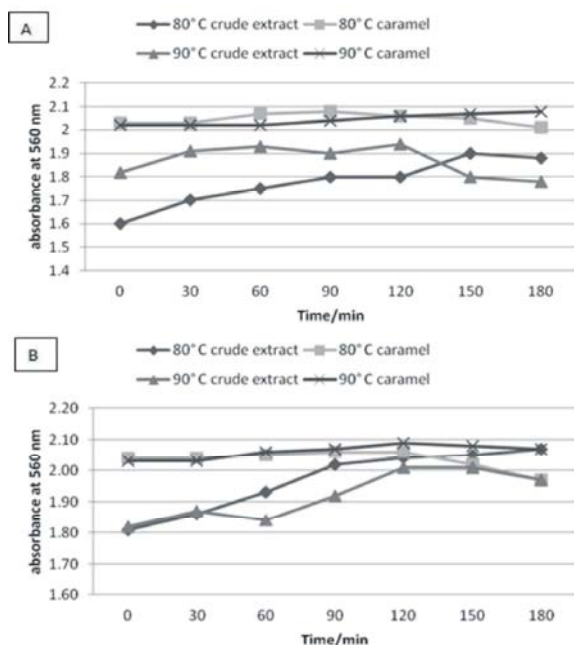 A
80° C crude extract 80° C caramel
90° C crude extract 90° C caramel
2.2
2.1
2
1.9
1.8
1.7
1.6
1.5
1.4
absorbance at 560 nm
0 30 60 90 120 150 180
Time/min
B
80° C crude extract 80° C caramel
90° C crude extract 90° C caramel
2.20
2.10
2.00
1.90
1.80
1.70
1.60
absorbance at 560 nm
0 30 60 90 120 150 180
Time/min